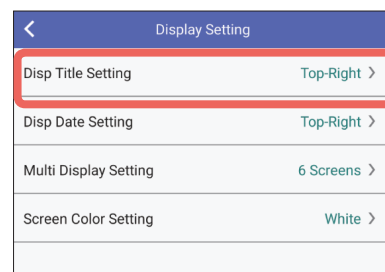 Display Setting
Disp Title Setting Top-Right
Disp Date Setting Top-Right
Multi Display Setting 6 Screens
Screen Color Setting White